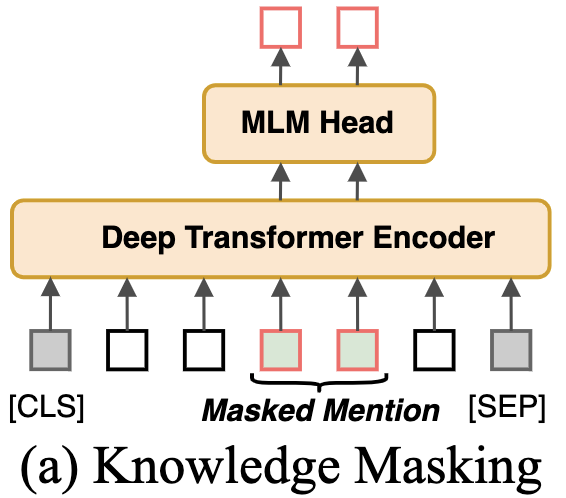 MLM Head
Deep Transformer Encoder
[CLS]
Masked Mention
[SEP]
(a) Knowledge Masking